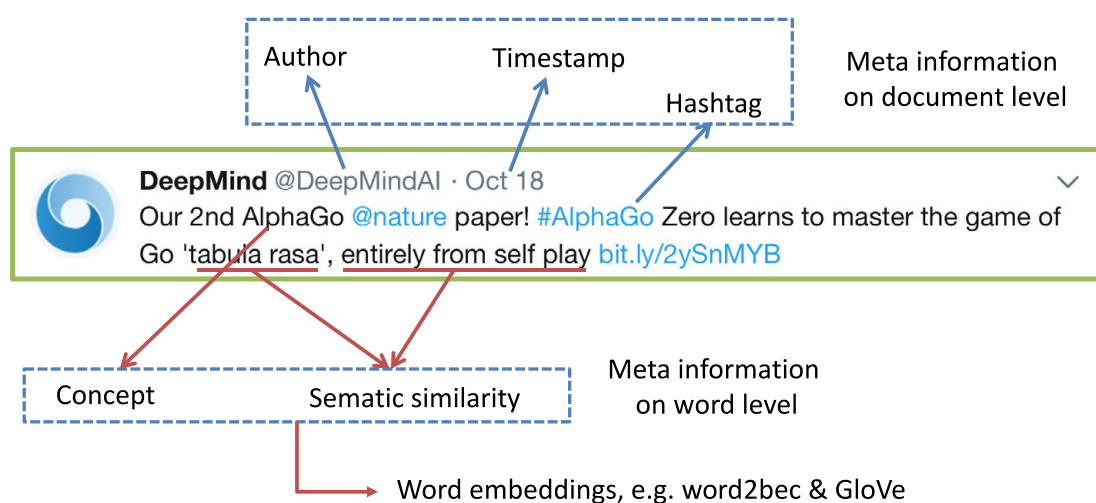 Author
Timestamp
Hashtag
Meta information
on document level
DeepMind @DeepMindAI · Oct 18
Our 2nd AlphaGo @nature paper! #AlphaGo Zero learns to master the game of
Go 'tabula rasa', entirely from self play bit.ly/2ySnMYB
Concept
Sematic similarity
Meta information
on word level
Word embeddings, e.g. word2bec & GloVe